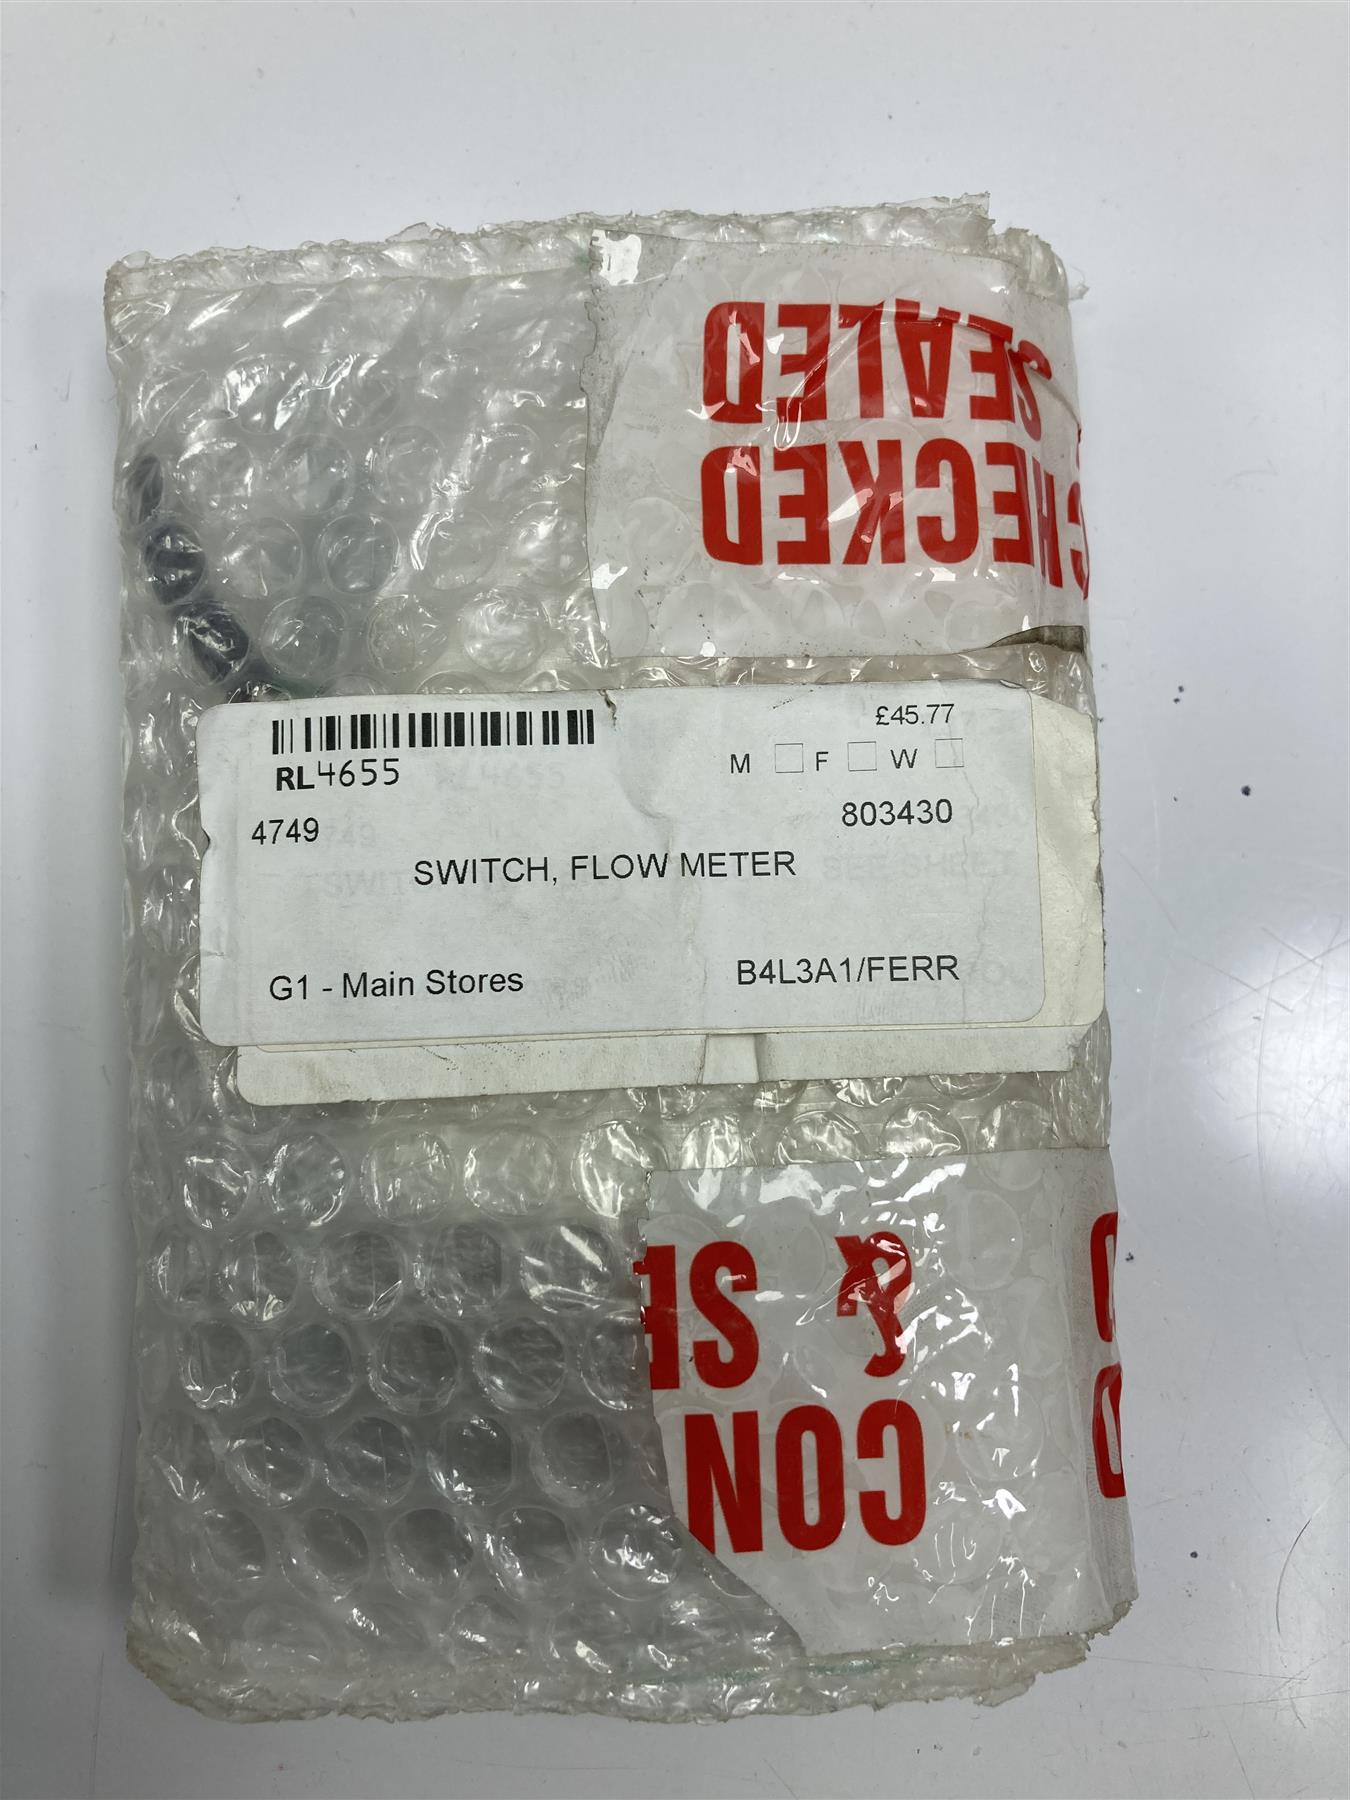 SEALED
CHECKED
£45.77
RL4655
M F W
4749
803430
SWITCH, FLOW METER
G1 - Main Stores
B4L3A1/FERR
& SE
CON